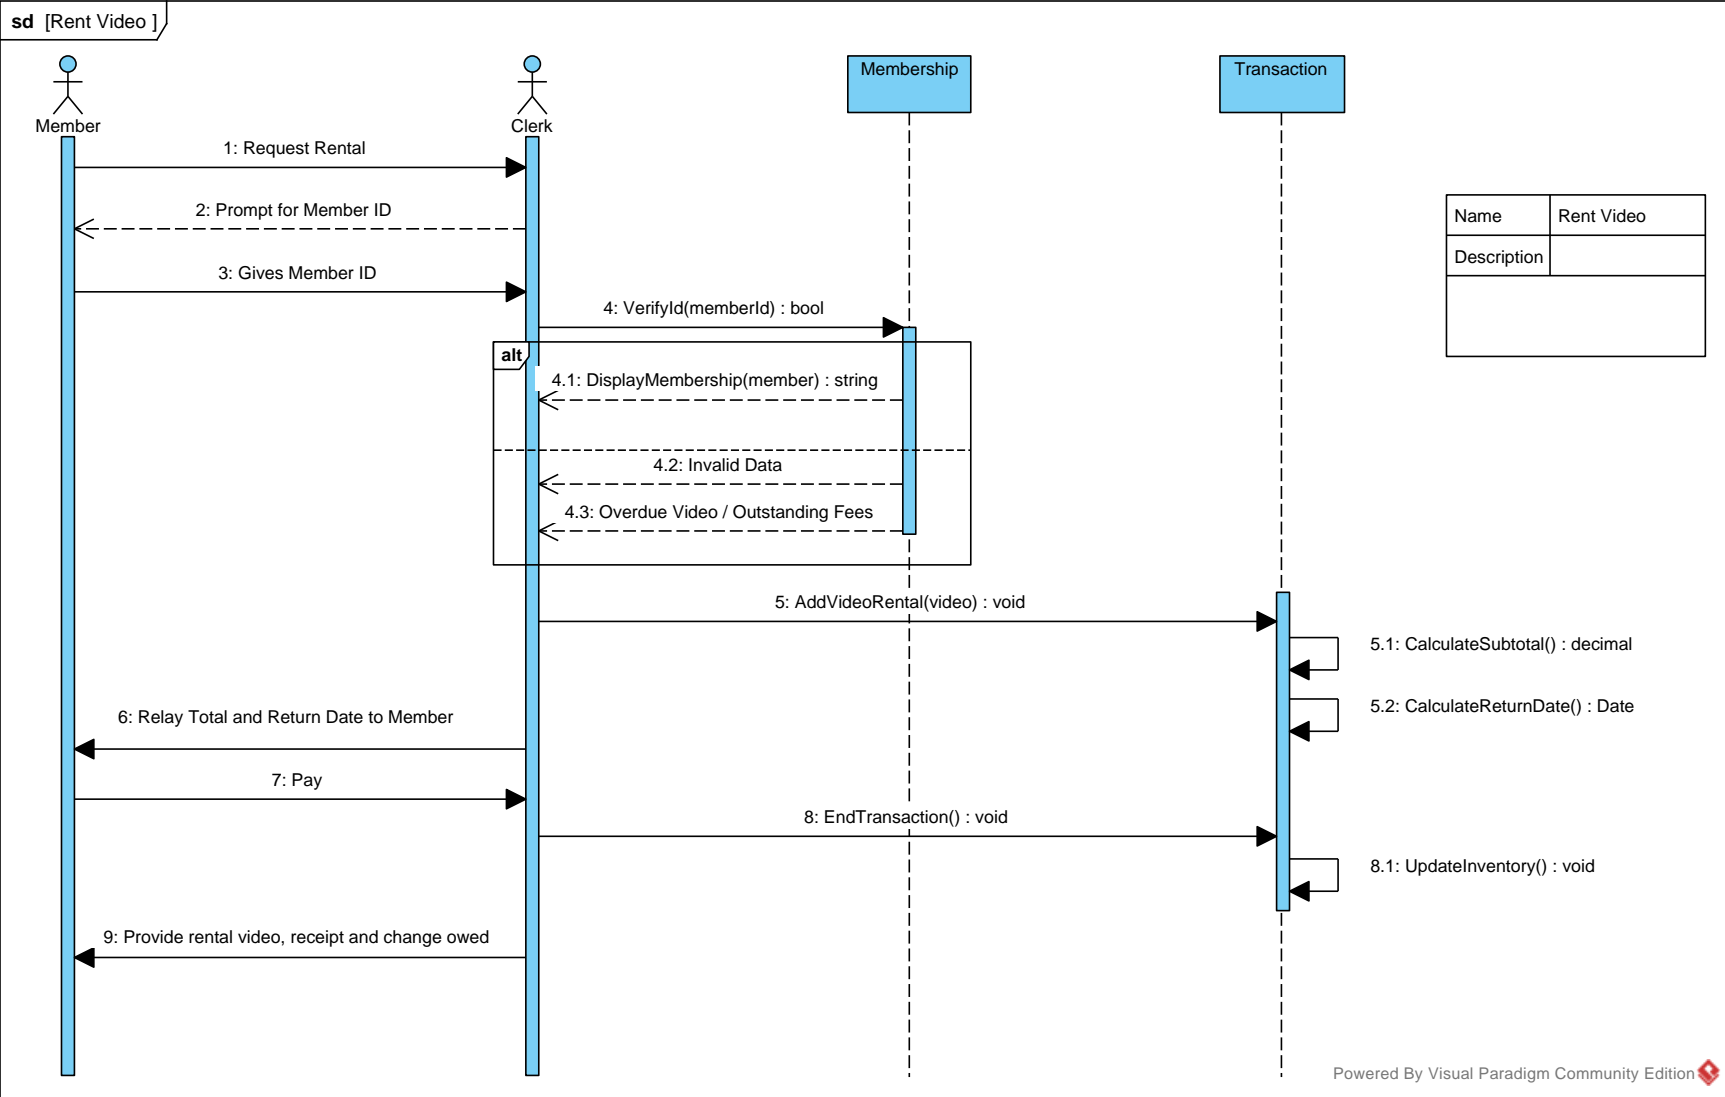 sd [Rent Video ]
Member
Clerk
Membership
Transaction
1: Request Rental
2: Prompt for Member ID
3: Gives Member ID
4: VerifyId(memberId) : bool
alt
4.1: DisplayMembership(member) : string
4.2: Invalid Data
4.3: Overdue Video / Outstanding Fees
5: AddVideoRental(video) : void
5.1: CalculateSubtotal() : decimal
5.2: CalculateReturnDate() : Date
6: Relay Total and Return Date to Member
7: Pay
8: EndTransaction() : void
8.1: UpdateInventory() : void
9: Provide rental video, receipt and change owed
Name Rent Video
Description
Powered By Visual Paradigm Community Edition